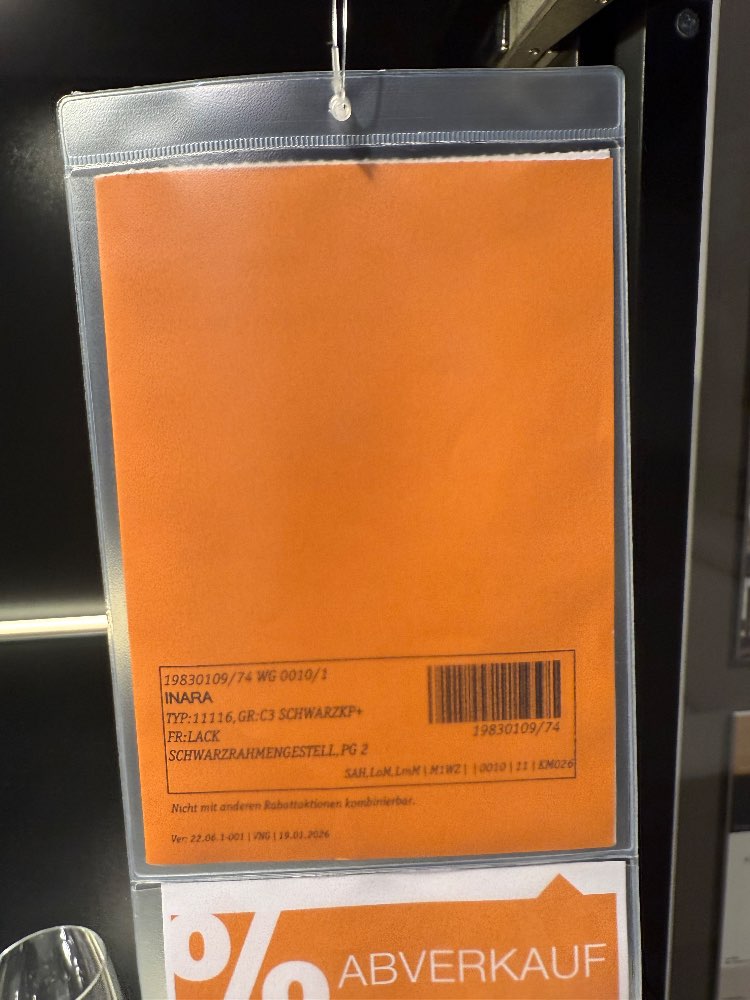 19830109/74 WG 0010/1
INARA
TYP:11116,GR:C3 SCHWARZKP+
FR:LACK
SCHWARZRAHMENGESTELL,PG 2
19830109/74
SAH,LoM,LmM | M1WZ | | 0010 | 11 | KM026
Nicht mit anderen Rabattaktionen kombinierbar.
Ver: 22.06.1-001 | VWG | 19.01.2026
% ABVERKAUF